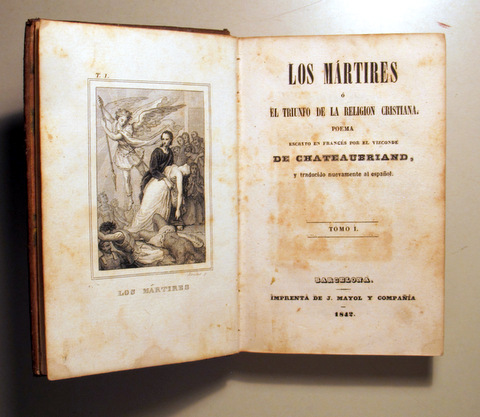 T. I.
LOS MÁRTIRES
LOS MÁRTIRES
ó
EL TRIUNFO DE LA RELIGION CRISTIANA.
POEMA
ESCRITO EN FRANCÉS POR EL VIZCONDE
DE CHATEAUBRIAND,
y traducido nuevamente al español.
TOMO I.
BARCELONA.
IMPRENTA DE J. MAYOL Y COMPAÑÍA
1842.